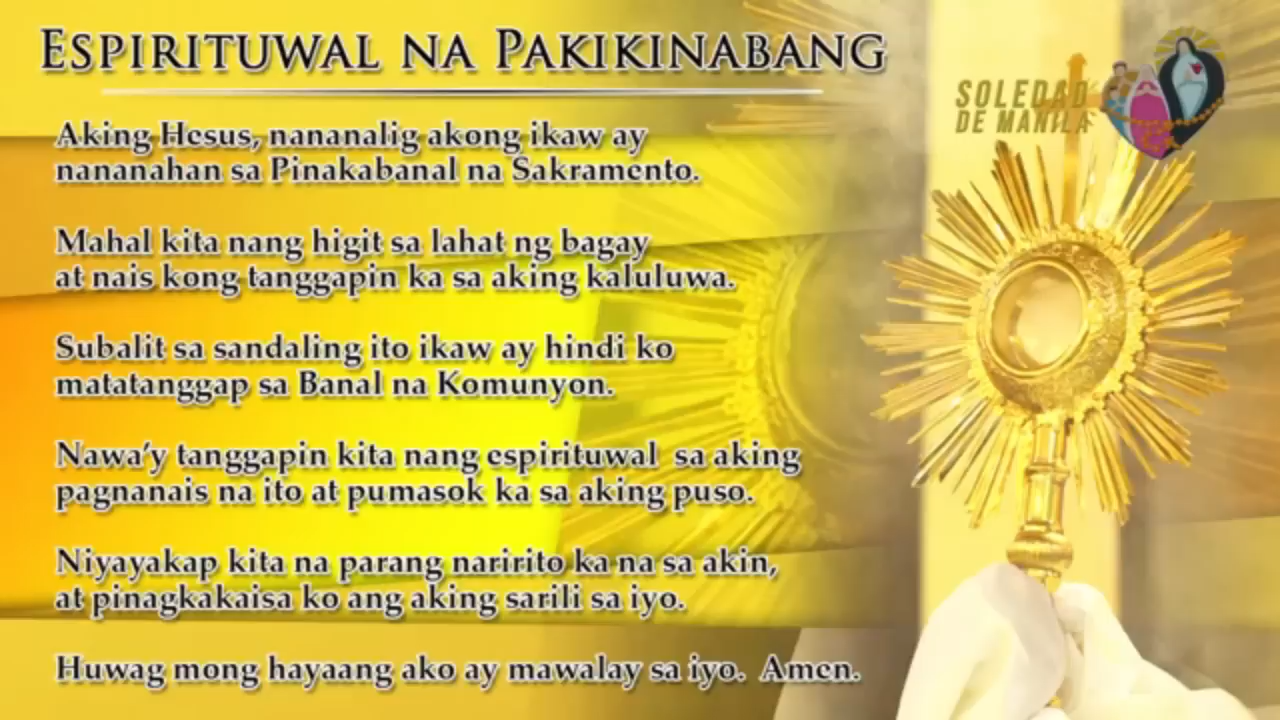 ESPIRITUWAL NA PAKIKINABANG
SOLEDAD
DE MANILA
Aking Hesus, nananalig akong ikaw ay
nananahan sa Pinakabanal na Sakramento.
Mahal kita nang higit sa lahat ng bagay
at nais kong tanggapin ka sa aking kaluluwa.
Subalit sa sandaling ito ikaw ay hindi ko
matatanggap sa Banal na Komunyon.
Nawa'y tanggapin kita nang espirituwal sa aking
pagnanais na ito at pumasok ka sa aking puso.
Niyayakap kita na parang naririto ka na sa akin,
at pinagkakaisa ko ang aking sarili sa iyo.
Huwag mong hayaang ako ay mawalay sa iyo. Amen.